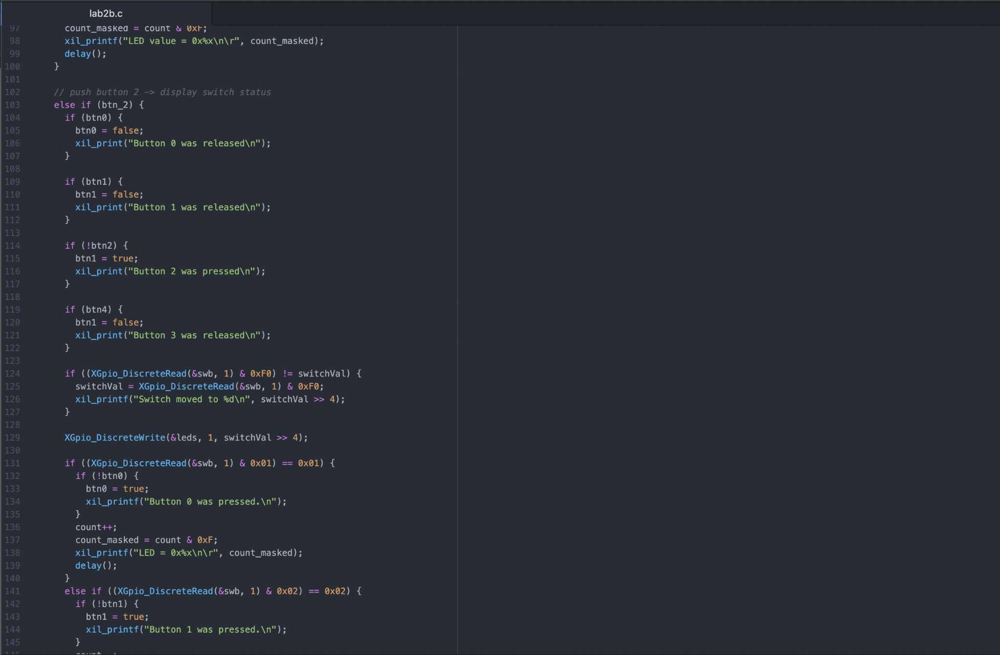 lab2b.c
97 count_masked = count & 0xF;
98 xil_printf("LED value = 0x%x\n\r", count_masked);
99 delay();
100 }
101
102 // push button 2 -> display switch status
103 else if (btn_2) {
104 if (btn0) {
105 btn0 = false;
106 xil_print("Button 0 was released\n");
107 }
108
109 if (btn1) {
110 btn1 = false;
111 xil_print("Button 1 was released\n");
112 }
113
114 if (!btn2) {
115 btn1 = true;
116 xil_print("Button 2 was pressed\n");
117 }
118
119 if (btn4) {
120 btn1 = false;
121 xil_print("Button 3 was released\n");
122 }
123
124 if ((XGpio_DiscreteRead(&swb, 1) & 0xF0) != switchVal) {
125 switchVal = XGpio_DiscreteRead(&swb, 1) & 0xF0;
126 xil_printf("Switch moved to %d\n", switchVal >> 4);
127 }
128
129 XGpio_DiscreteWrite(&leds, 1, switchVal >> 4);
130
131 if ((XGpio_DiscreteRead(&swb, 1) & 0x01) == 0x01) {
132 if (!btn0) {
133 btn0 = true;
134 xil_printf("Button 0 was pressed.\n");
135 }
136 count++;
137 count_masked = count & 0xF;
138 xil_printf("LED = 0x%x\n\r", count_masked);
139 delay();
140 }
141 else if ((XGpio_DiscreteRead(&swb, 1) & 0x02) == 0x02) {
142 if (!btn1) {
143 btn1 = true;
144 xil_printf("Button 1 was pressed.\n");
145 }